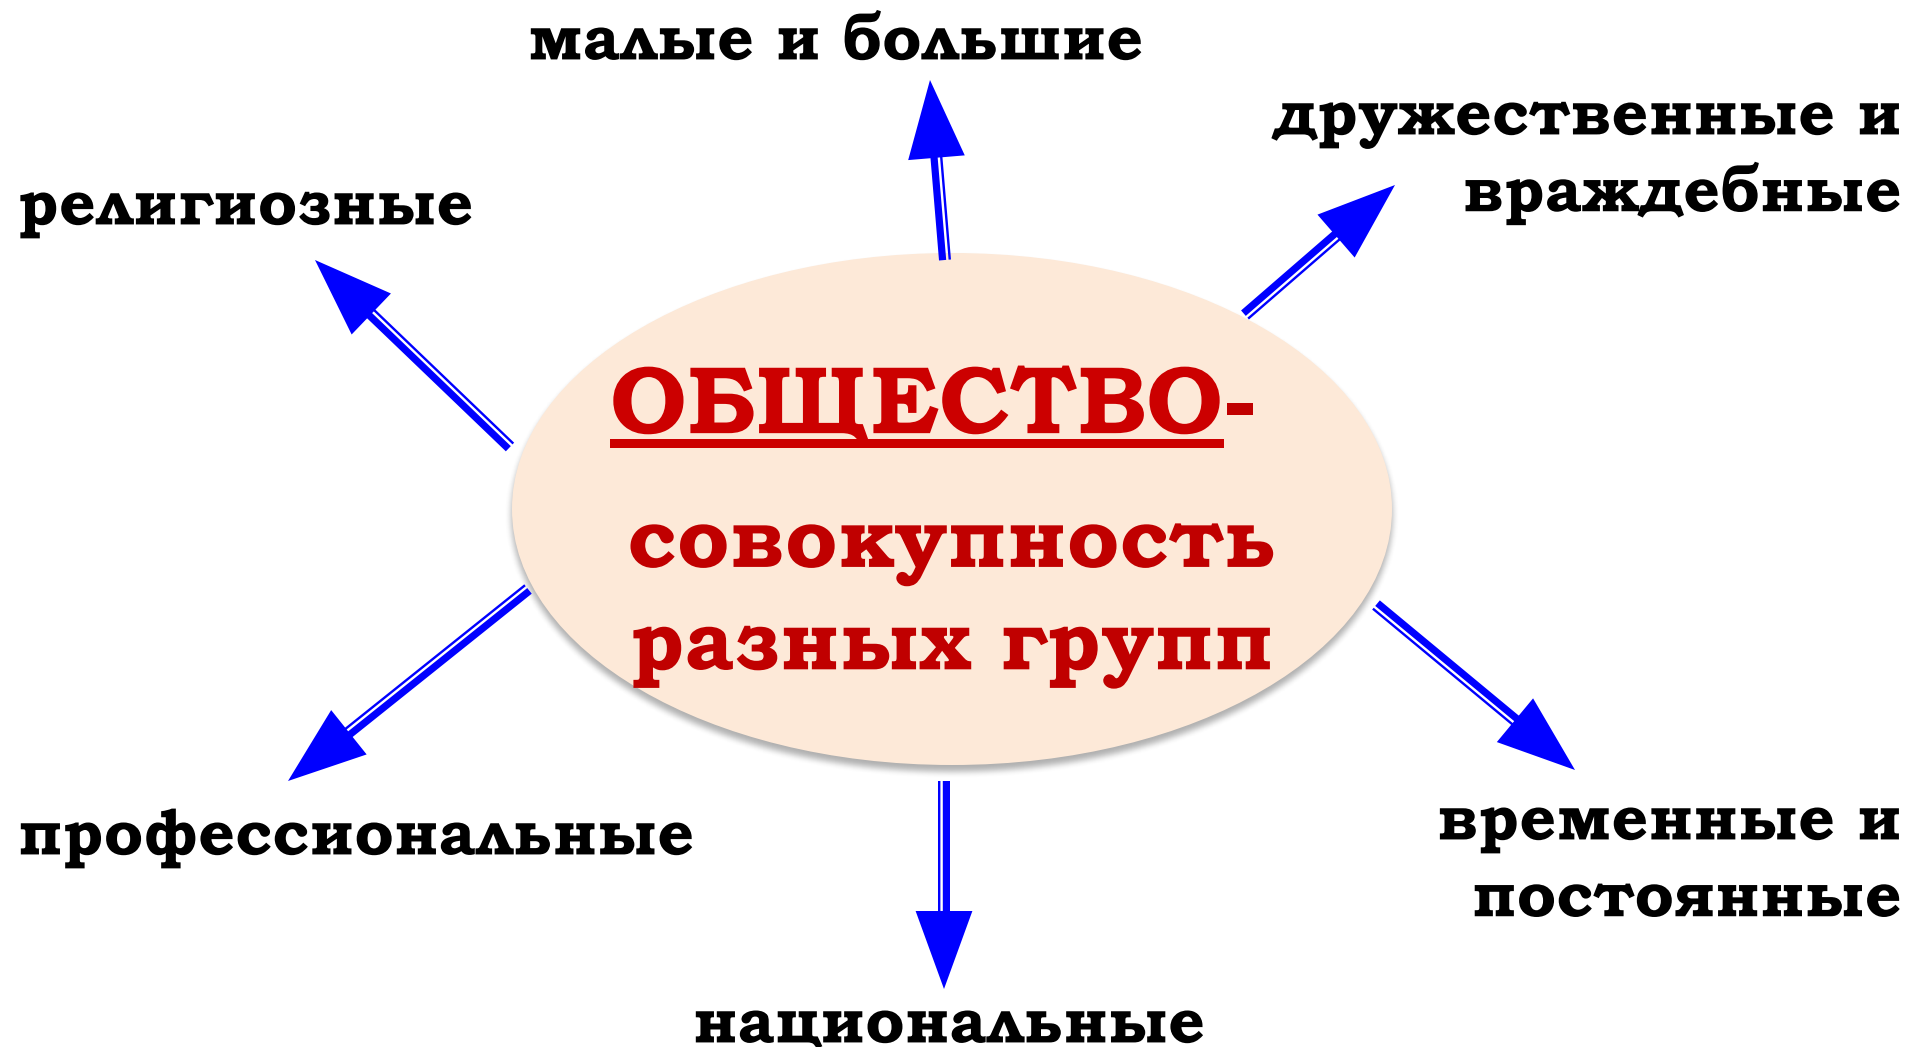 малые и большие
дружественные и
враждебные
религиозные
ОБЩЕСТВО-
совокупность
разных групп
профессиональные
временные и
постоянные
национальные